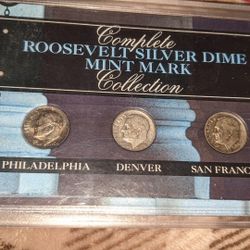 Complete
ROOSEVELT SILVER DIME
MINT MARK
Collection
PHILADELPHIA DENVER SAN FRANC